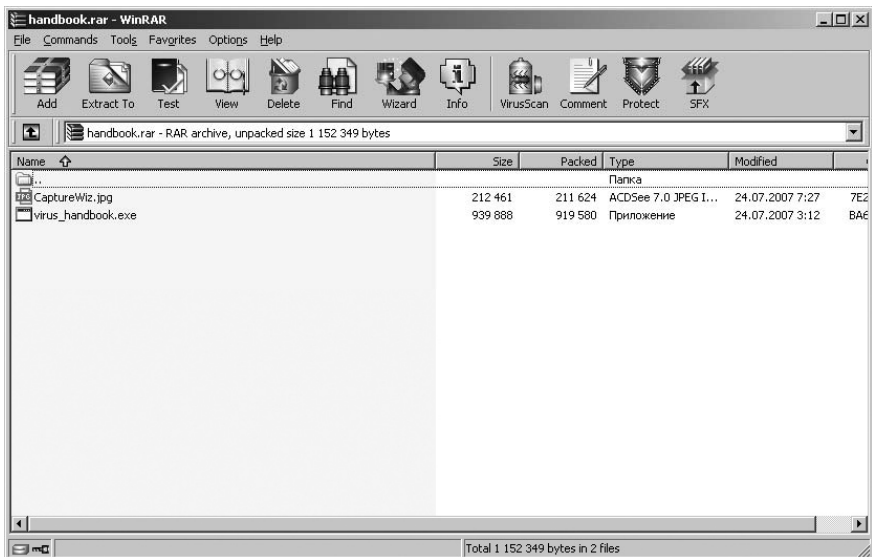 handbook.rar - WinRAR
File Commands Tools Favorites Options Help
Add Extract To Test View Delete Find Wizard Info VirusScan Comment Protect SFX
handbook.rar - RAR archive, unpacked size 1 152 349 bytes
Name Size Packed Type Modified
.. Папка
CaptureWiz.jpg 212 461 211 624 ACDSee 7.0 JPEG I... 24.07.2007 7:27 7E2
virus_handbook.exe 939 888 919 580 Приложение 24.07.2007 3:12
Total 1 152 349 bytes in 2 files